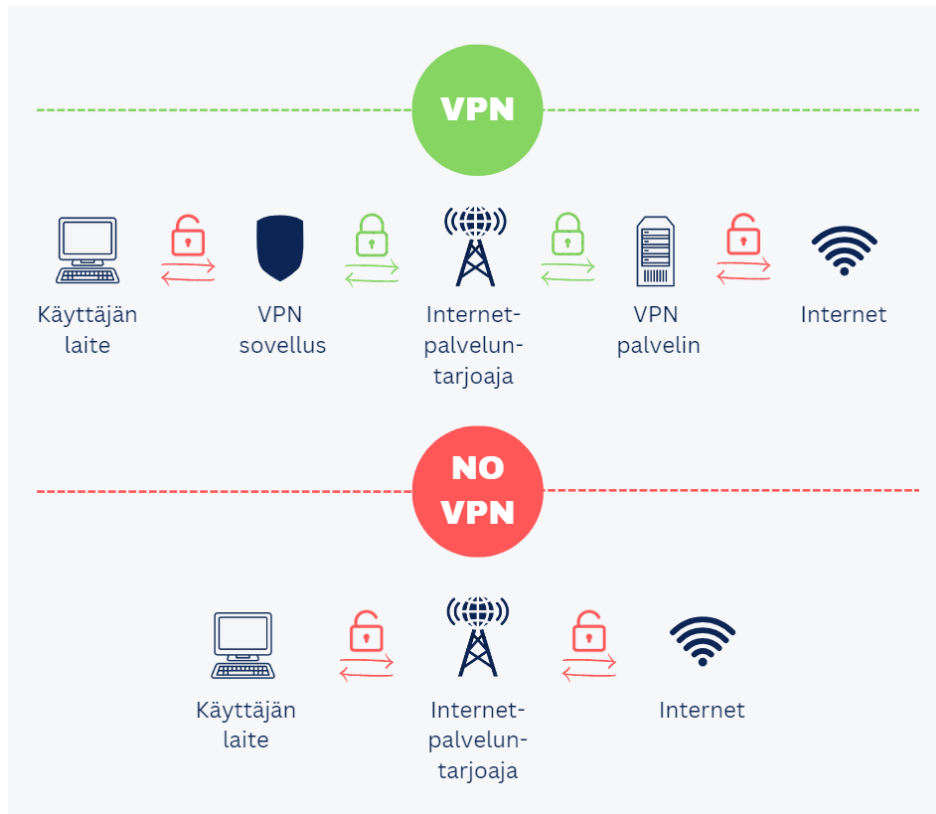 VPN
Käyttäjän
laite
VPN
sovellus
Internet-
palvelun-
tarjoaja
VPN
palvelin
Internet
NO
VPN
Käyttäjän
laite
Internet-
palvelun-
tarjoaja
Internet